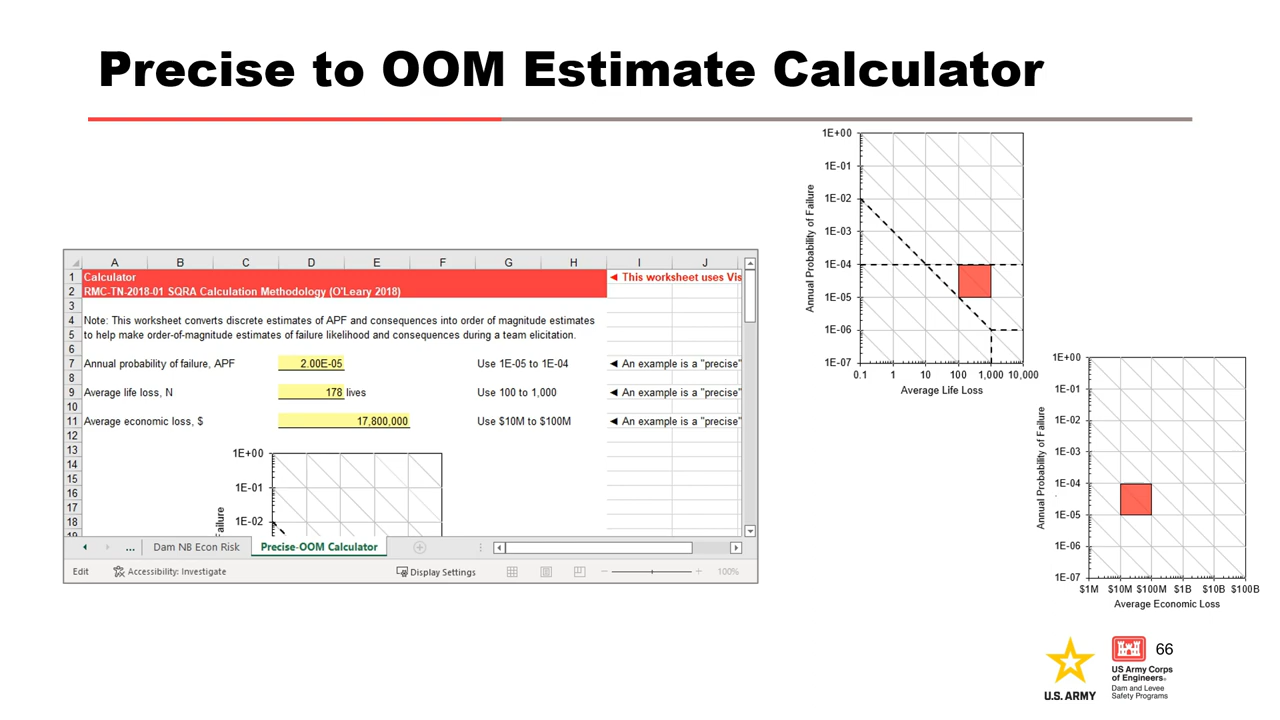 Precise to OOM Estimate Calculator
A B C D E F G H I J
1 Calculator ◄ This worksheet uses Vis
2 RMC-TN-2018-01 SQRA Calculation Methodology (O'Leary 2018)
3
4 Note: This worksheet converts discrete estimates of APF and consequences into order of magnitude estimates
5 to help make order-of-magnitude estimates of failure likelihood and consequences during a team elicitation.
6
7 Annual probability of failure, APF 2.00E-05 Use 1E-05 to 1E-04 ◄ An example is a "precise"
8
9 Average life loss, N 178 lives Use 100 to 1,000 ◄ An example is a "precise"
10
11 Average economic loss, $ 17,800,000 Use $10M to $100M ◄ An example is a "precise"
12
13 1E+00
14
15 1E-01
16
17
18 1E-02
19
ailure
... Dam NB Econ Risk Precise-OOM Calculator
Edit Accessibility: Investigate Display Settings 100%
Annual Probability of Failure
1E+00
1E-01
1E-02
1E-03
1E-04
1E-05
1E-06
1E-07
0.1 1 10 100 1,000 10,000
Average Life Loss
Annual Probability of Failure
1E+00
1E-01
1E-02
1E-03
1E-04
1E-05
1E-06
1E-07
$1M $10M $100M $1B $10B $100B
Average Economic Loss
U.S. ARMY
US Army Corps
of Engineers®
Dam and Levee
Safety Programs
66